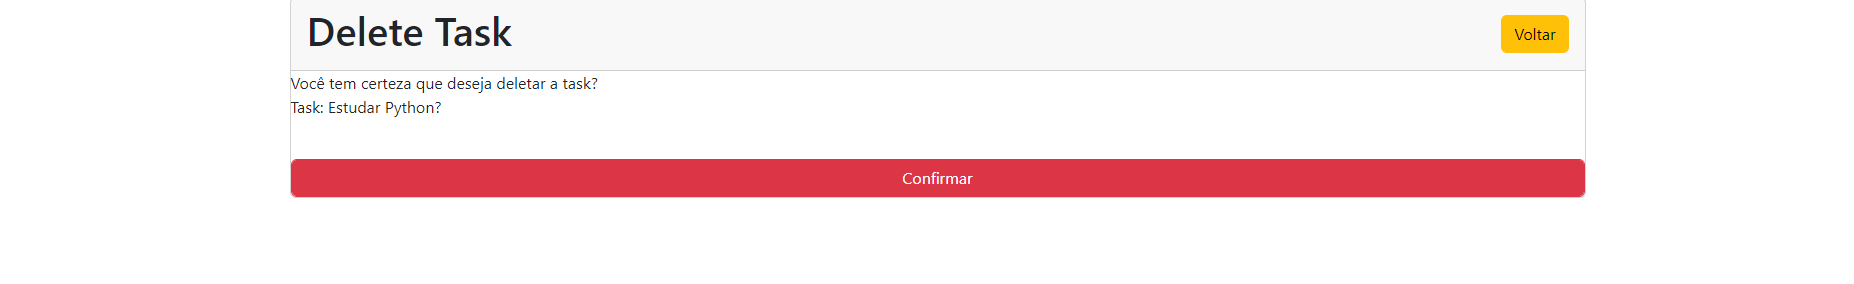 Delete Task
Voltar
Você tem certeza que deseja deletar a task?
Task: Estudar Python?
Confirmar